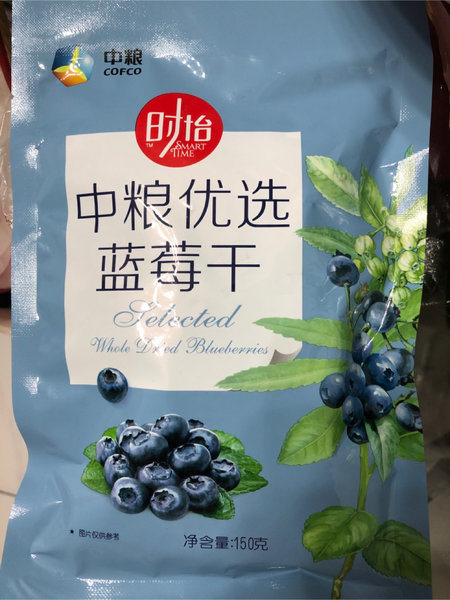 中粮
COFCO
时怡
TM
SMART
TIME
中粮优选
蓝莓干
Selected
Whole Dried Blueberries
* 图片仅供参考
净含量:150克